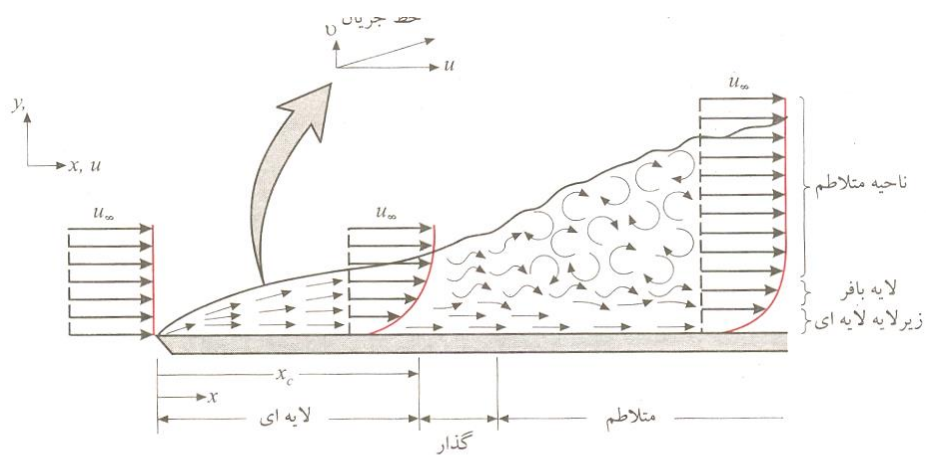 خط جریان
υ
u
y,
x, u
u∞
u∞
u∞
ناحیه متلاطم
لایه بافر
زیرلایه لایه ای
x_c
x
لایه ای
گذار
متلاطم